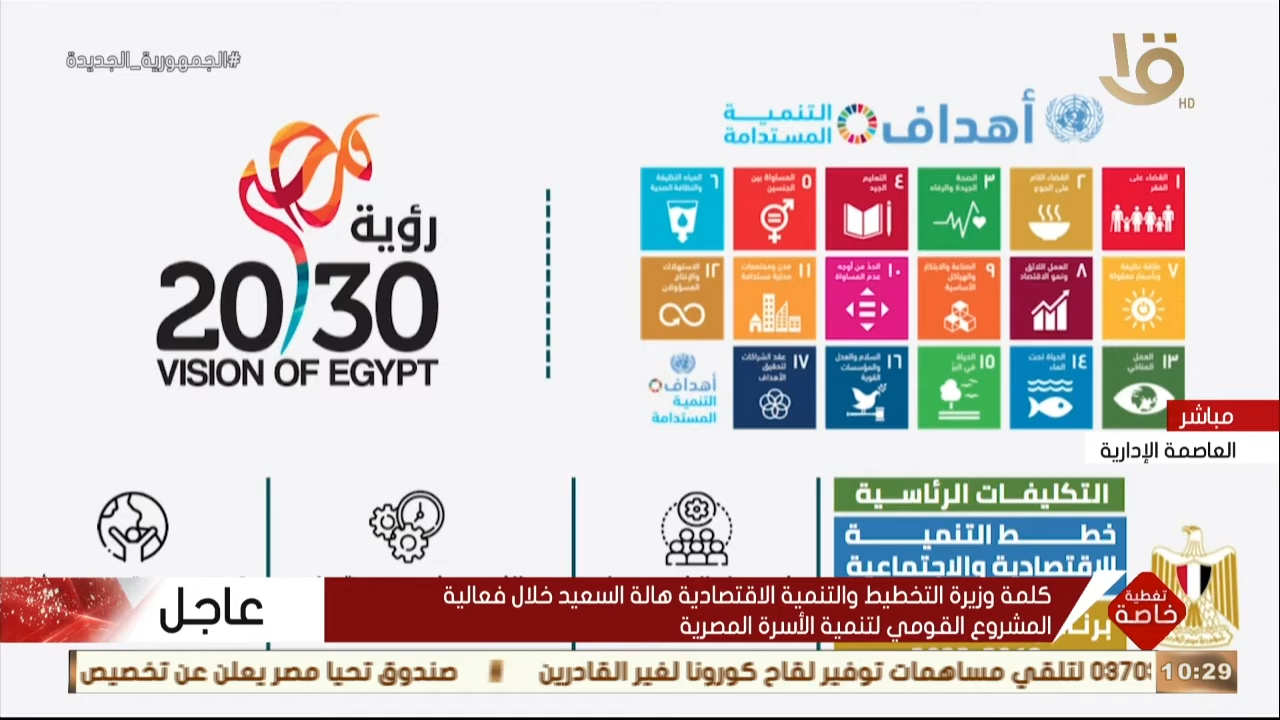 #الجمهورية_الجديدة
HD
أهداف
التنمية
المستدامة
رؤية
2030
VISION OF EGYPT
١ القضاء على
الفقر
٢ القضاء التام
على الجوع
٣ الصحة
الجيدة والرفاه
٤ التعليم
الجيد
٥ المساواة بين
الجنسين
٦ المياه النظيفة
والنظافة الصحية
٧ طاقة نظيفة
وبأسعار معقولة
٨ العمل اللائق
ونمو الاقتصاد
٩ الصناعة والابتكار
والهياكل
الأساسية
١٠ الحد من أوجه
عدم المساواة
١١ مدن ومجتمعات
محلية مستدامة
١٢ الاستهلاك
والإنتاج
المسؤولان
١٣ العمل
المناخي
١٤ الحياة تحت
الماء
١٥ الحياة
في البر
١٦ السلام والعدل
والمؤسسات
القوية
١٧ عقد الشراكات
لتحقيق
الأهداف
أهداف
التنمية
المستدامة
مباشر
العاصمة الإدارية
التكليفات الرئاسية
خطط التنمية
الاقتصادية والاجتماعية
تغطية
خاصة
عاجل
كلمة وزيرة التخطيط والتنمية الاقتصادية هالة السعيد خلال فعالية
المشروع القومي لتنمية الأسرة المصرية
لتلقي مساهمات توفير لقاح كورونا لغير القادرين صندوق تحيا مصر يعلن عن تخصيص
10:29